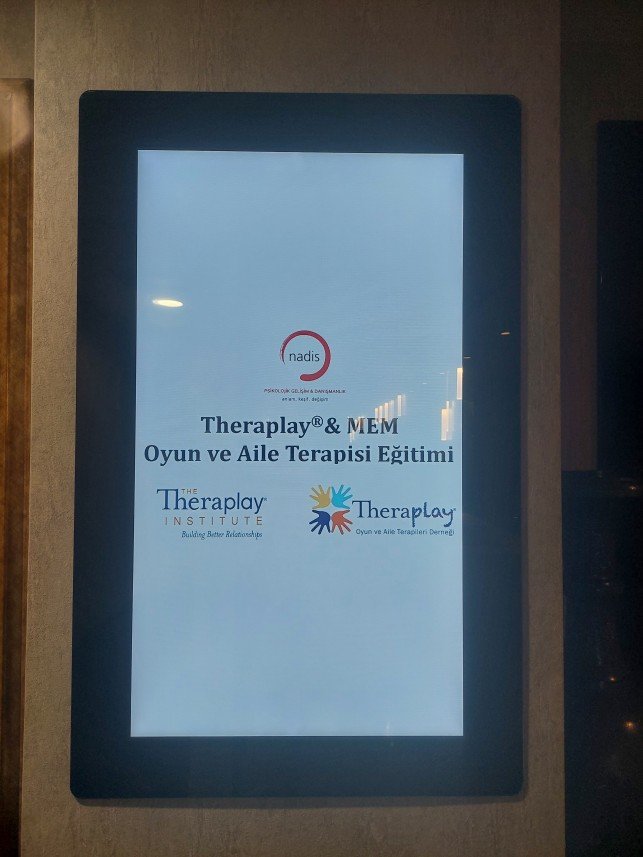 nadis
PSİKOLOJİK GELİŞİM & DANIŞMANLIK
anlam, keşif, değişim
Theraplay®& MEM
Oyun ve Aile Terapisi Eğitimi
THE
Theraplay®
INSTITUTE
Building Better Relationships
Theraplay®
Oyun ve Aile Terapileri Derneği